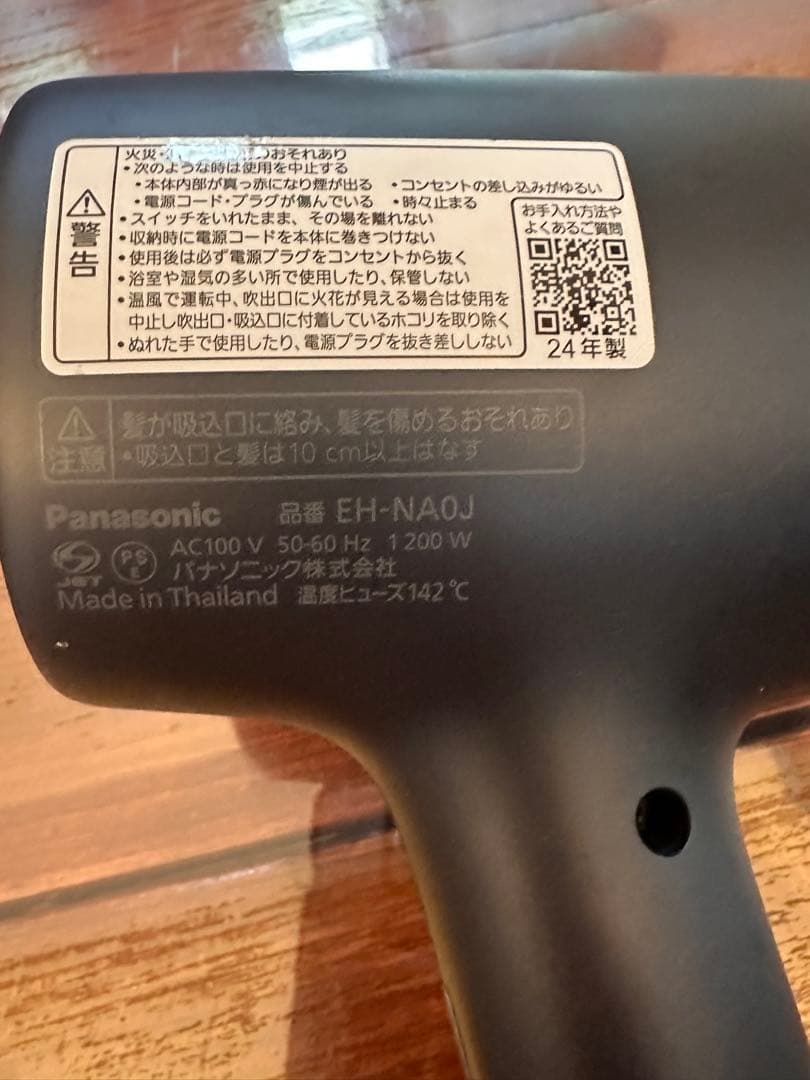 火災・
のおそれあり
・次のような時は使用を中止する
・本体内部が真っ赤になり煙が出る ・コンセントの差し込みがゆるい
・電源コード・プラグが傷んでいる ・時々止まる
・スイッチをいれたまま、その場を離れない
・収納時に電源コードを本体に巻きつけない
・使用後は必ず電源プラグをコンセントから抜く
・浴室や湿気の多い所で使用したり、保管しない
・温風で運転中、吹出口に火花が見える場合は使用を
中止し吹出口・吸込口に付着しているホコリを取り除く
・ぬれた手で使用したり、電源プラグを抜き差ししない
警告
お手入れ方法や
よくあるご質問
24年製
注意
髪が吸込口に絡み、髪を傷めるおそれあり
・吸込口と髪は10 cm以上はなす
Panasonic 品番 EH-NA0J
JET PS E AC100 V 50-60 Hz 1200 W
パナソニック株式会社
Made in Thailand 温度ヒューズ142℃